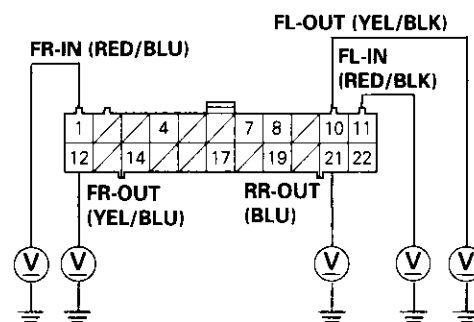 FL-OUT (YEL/BLK)
FR-IN (RED/BLU)
FL-IN
(RED/BLK)
1 4 7 8 10 11
12 14 17 19 21 22
FR-OUT
(YEL/BLU)
RR-OUT
(BLU)
V V V V V